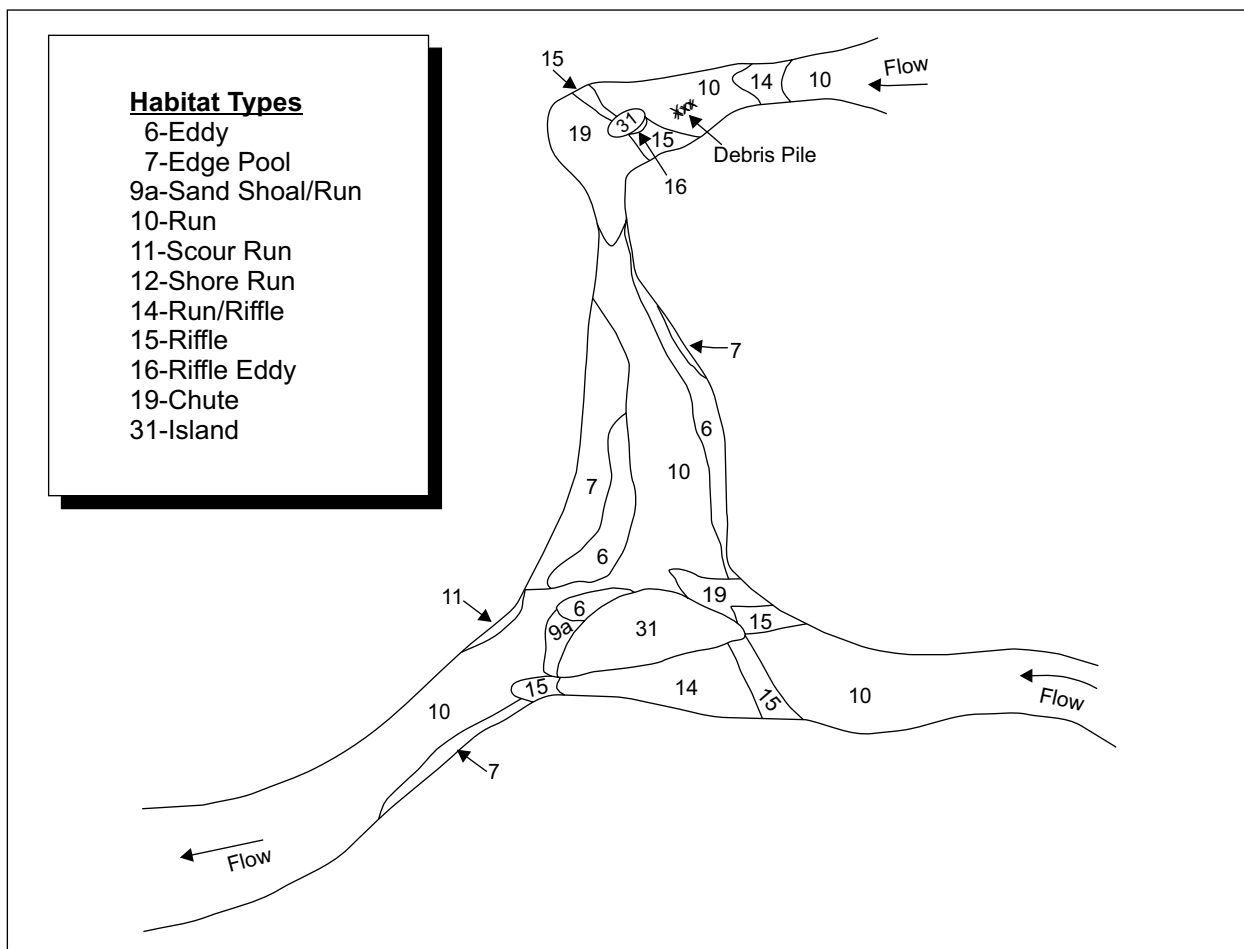 Habitat Types
6-Eddy
7-Edge Pool
9a-Sand Shoal/Run
10-Run
11-Scour Run
12-Shore Run
14-Run/Riffle
15-Riffle
16-Riffle Eddy
19-Chute
31-Island
15
10
14
10
Flow
19
31
15
Debris Pile
16
7
6
10
7
6
11
19
6
15
9a
31
15
14
15
10
Flow
10
7
Flow